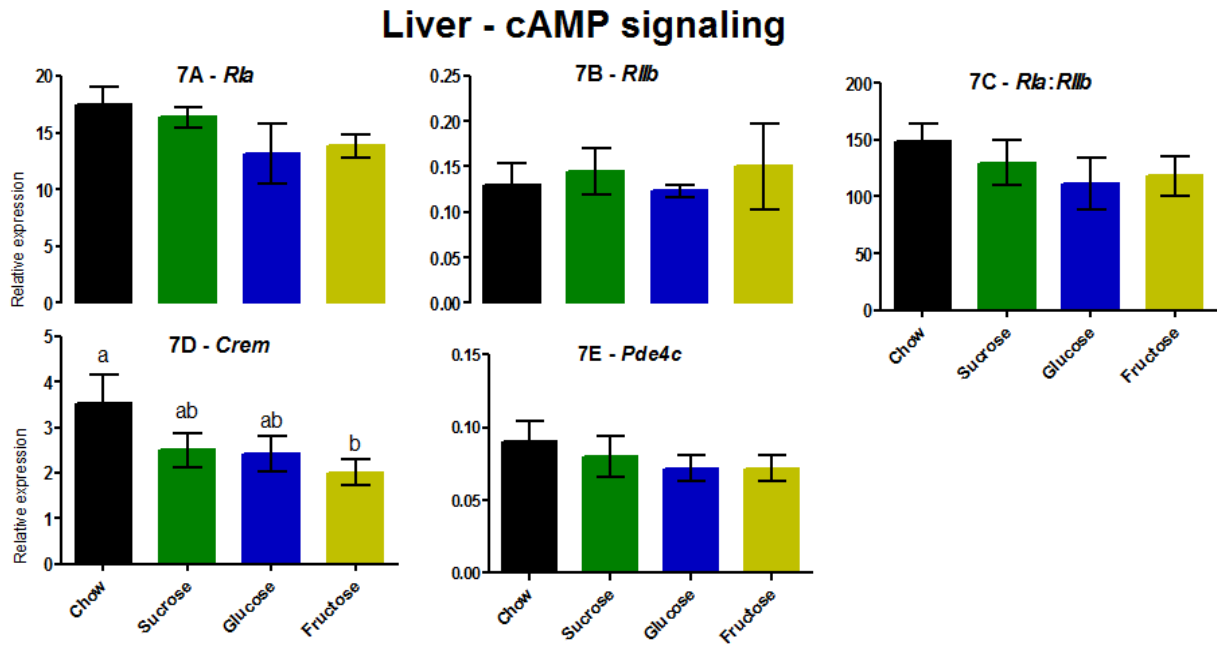 Liver - cAMP signaling
7A - RIa
Relative expression
20
15
10
5
0
7B - RIIb
0.25
0.20
0.15
0.10
0.05
0.00
7C - RIa:RIIb
200
150
100
50
0
Chow
Sucrose
Glucose
Fructose
7D - Crem
Relative expression
5
4
3
2
1
0
a
ab
ab
b
Chow
Sucrose
Glucose
Fructose
7E - Pde4c
0.15
0.10
0.05
0.00
Chow
Sucrose
Glucose
Fructose